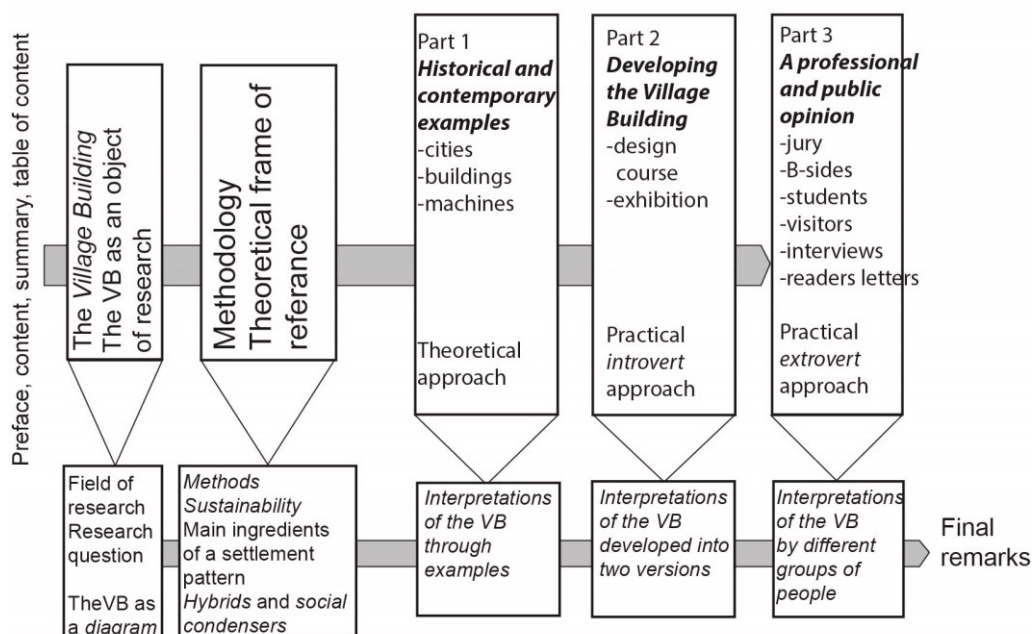 Preface, content, summary, table of content
The Village Building
The VB as an object
of research
Methodology
Theoretical frame of
referance
Part 1
Historical and
contemporary
examples
-cities
-buildings
-machines
Theoretical
approach
Part 2
Developing
the Village
Building
-design
course
-exhibition
Practical
introvert
approach
Part 3
A professional
and public
opinion
-jury
-B-sides
-students
-visitors
-interviews
-readers letters
Practical
extrovert
approach
Field of
research
Research
question
TheVB as
a diagram
Methods
Sustainability
Main ingredients
of a settlement
pattern
Hybrids and social
condensers
Interpretations
of the VB
through
examples
Interpretations
of the VB
developed into
two versions
Interpretations
of the VB
by different
groups of
people
Final
remarks